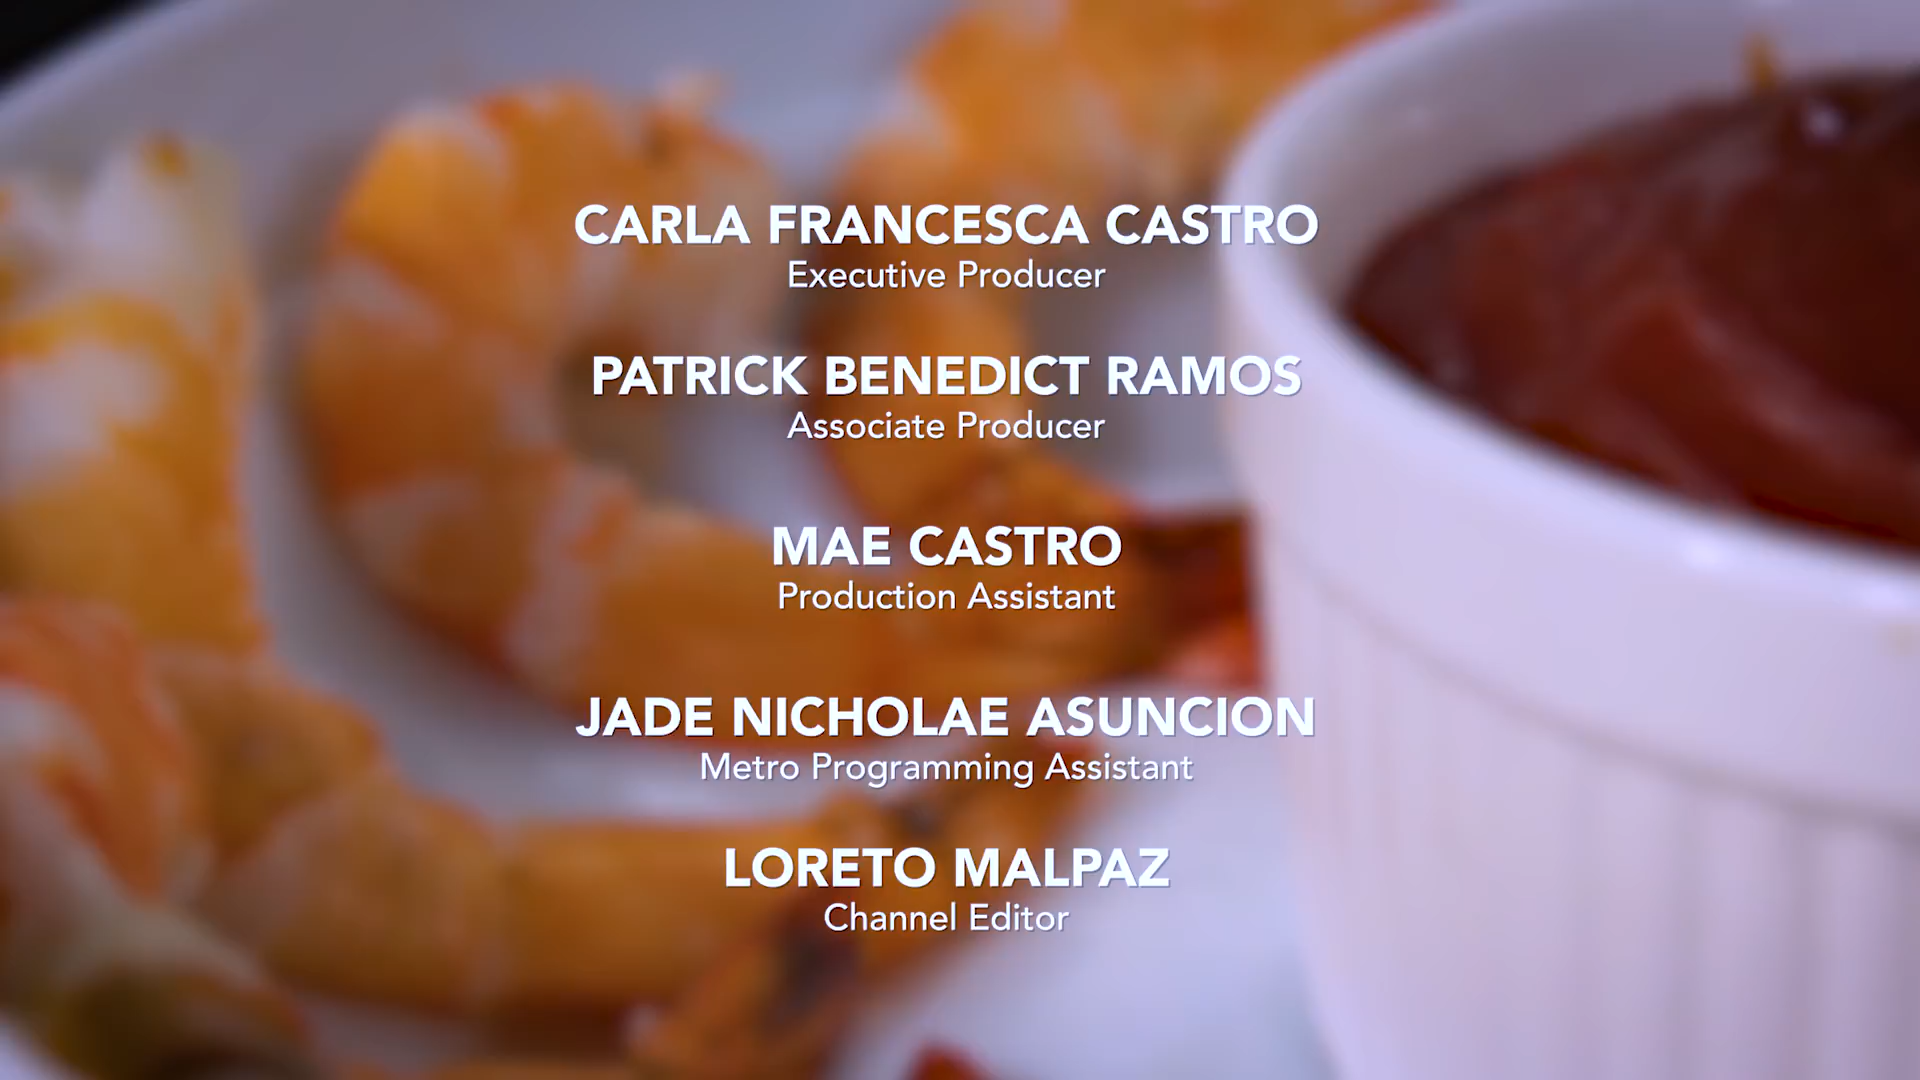 CARLA FRANCESCA CASTRO
Executive Producer
PATRICK BENEDICT RAMOS
Associate Producer
MAE CASTRO
Production Assistant
JADE NICHOLAE ASUNCION
Metro Programming Assistant
LORETO MALPAZ
Channel Editor